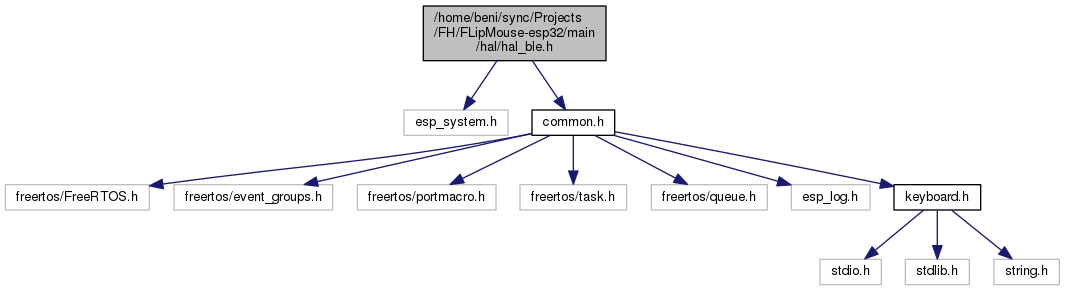 /home/beni/sync/Projects
/FH/FLipMouse-esp32/main
/hal/hal_ble.h
esp_system.h
common.h
freertos/FreeRTOS.h
freertos/event_groups.h
freertos/portmacro.h
freertos/task.h
freertos/queue.h
esp_log.h
keyboard.h
stdio.h
stdlib.h
string.h